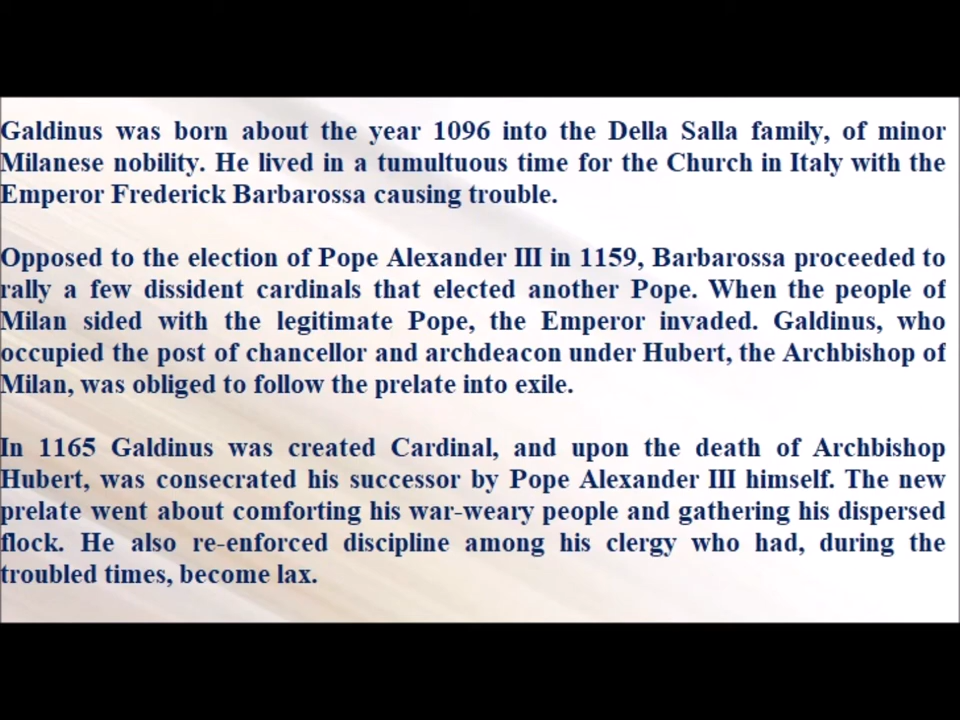 Galdinus was born about the year 1096 into the Della Salla family, of minor
Milanese nobility. He lived in a tumultuous time for the Church in Italy with the
Emperor Frederick Barbarossa causing trouble.
Opposed to the election of Pope Alexander III in 1159, Barbarossa proceeded to
rally a few dissident cardinals that elected another Pope. When the people of
Milan sided with the legitimate Pope, the Emperor invaded. Galdinus, who
occupied the post of chancellor and archdeacon under Hubert, the Archbishop of
Milan, was obliged to follow the prelate into exile.
In 1165 Galdinus was created Cardinal, and upon the death of Archbishop
Hubert, was consecrated his successor by Pope Alexander III himself. The new
prelate went about comforting his war-weary people and gathering his dispersed
flock. He also re-enforced discipline among his clergy who had, during the
troubled times, become lax.